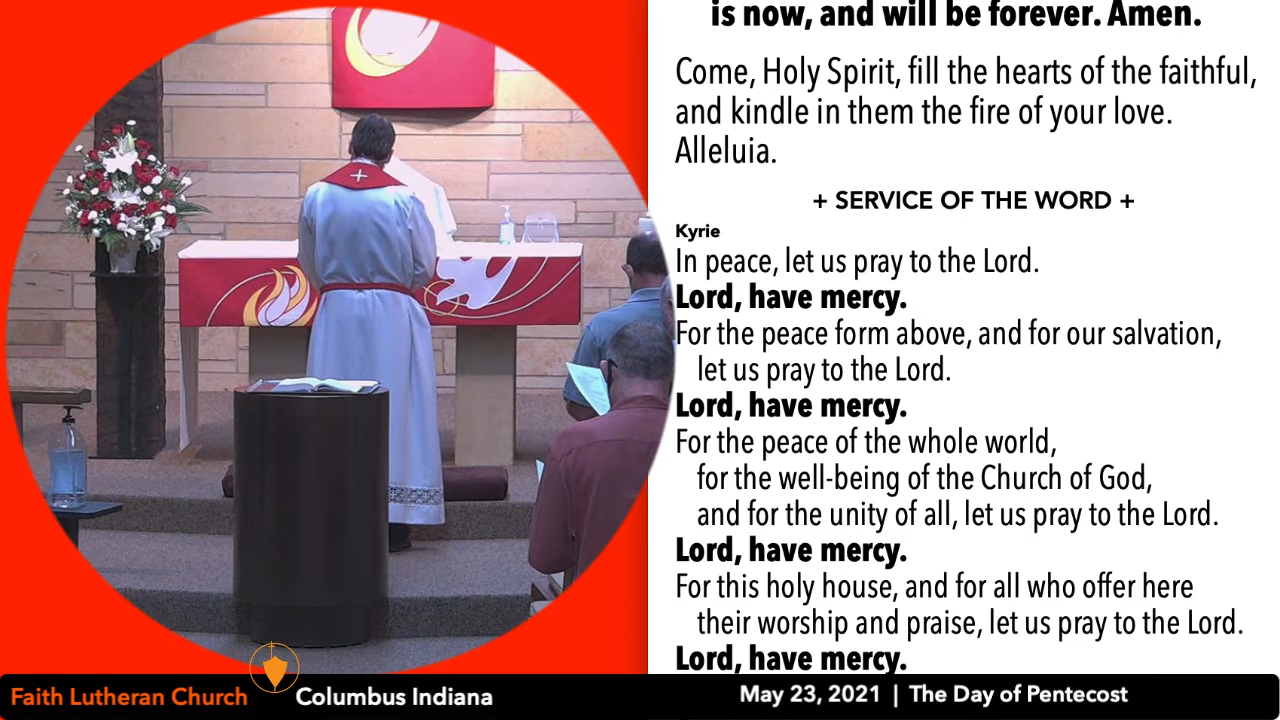 is now, and will be forever. Amen.
Come, Holy Spirit, fill the hearts of the faithful,
and kindle in them the fire of your love.
Alleluia.
+ SERVICE OF THE WORD +
Kyrie
In peace, let us pray to the Lord.
Lord, have mercy.
For the peace form above, and for our salvation,
let us pray to the Lord.
Lord, have mercy.
For the peace of the whole world,
for the well-being of the Church of God,
and for the unity of all, let us pray to the Lord.
Lord, have mercy.
For this holy house, and for all who offer here
their worship and praise, let us pray to the Lord.
Lord, have mercy.
Faith Lutheran Church Columbus Indiana
May 23, 2021 | The Day of Pentecost